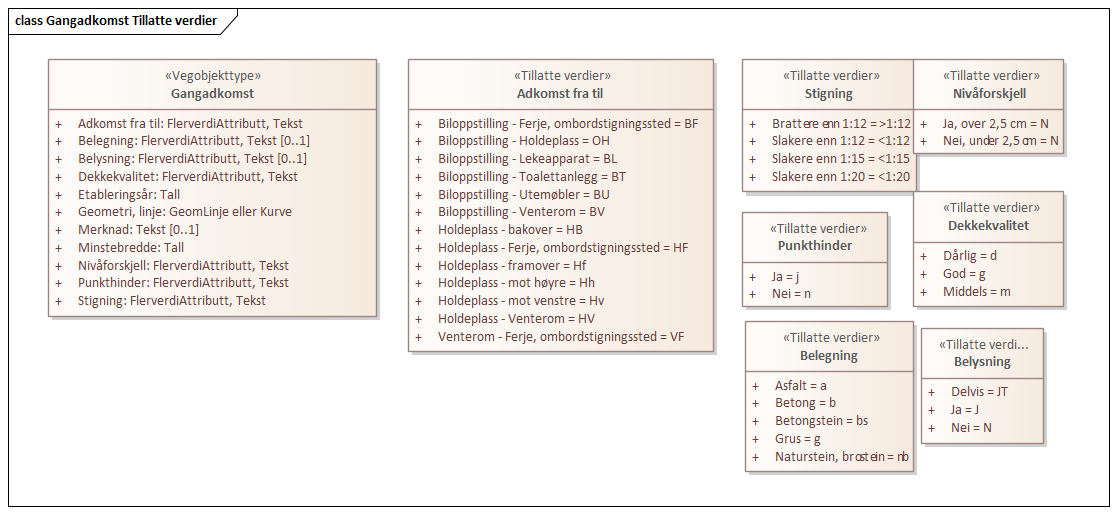 class Gangadkomst Tillatte verdier
«Vegobjekttype»
Gangadkomst
+ Adkomst fra til: FlerverdiAttributt, Tekst
+ Belegning: FlerverdiAttributt, Tekst [0..1]
+ Belysning: FlerverdiAttributt, Tekst [0..1]
+ Dekkekvalitet: FlerverdiAttributt, Tekst
+ Etableringsår: Tall
+ Geometri, linje: GeomLinje eller Kurve
+ Merknad: Tekst [0..1]
+ Minstebredde: Tall
+ Nivåforskjell: FlerverdiAttributt, Tekst
+ Punkthinder: FlerverdiAttributt, Tekst
+ Stigning: FlerverdiAttributt, Tekst
«Tillatte verdier»
Adkomst fra til
+ Biloppstilling - Ferje, ombordstigningssted = BF
+ Biloppstilling - Holdeplass = OH
+ Biloppstilling - Lekeapparat = BL
+ Biloppstilling - Toalettanlegg = BT
+ Biloppstilling - Utemøbler = BU
+ Biloppstilling - Venterom = BV
+ Holdeplass - bakover = HB
+ Holdeplass - Ferje, ombordstigningssted = HF
+ Holdeplass - framover = Hf
+ Holdeplass - mot høyre = Hh
+ Holdeplass - mot venstre = Hv
+ Holdeplass - Venterom = HV
+ Venterom - Ferje, ombordstigningssted = VF
«Tillatte verdier»
Stigning
+ Brattere enn 1:12 = >1:12
+ Slakere enn 1:12 = <1:12
+ Slakere enn 1:15 = <1:15
+ Slakere enn 1:20 = <1:20
«Tillatte verdier»
Nivåforskjell
+ Ja, over 2,5 cm = N
+ Nei, under 2,5 cm = N
«Tillatte verdier»
Punkthinder
+ Ja = j
+ Nei = n
«Tillatte verdier»
Dekkekvalitet
+ Dårlig = d
+ God = g
+ Middels = m
«Tillatte verdier»
Belegning
+ Asfalt = a
+ Betong = b
+ Betongstein = bs
+ Grus = g
+ Naturstein, brostein = nb
«Tillatte verdi...
Belysning
+ Delvis = JT
+ Ja = J
+ Nei = N